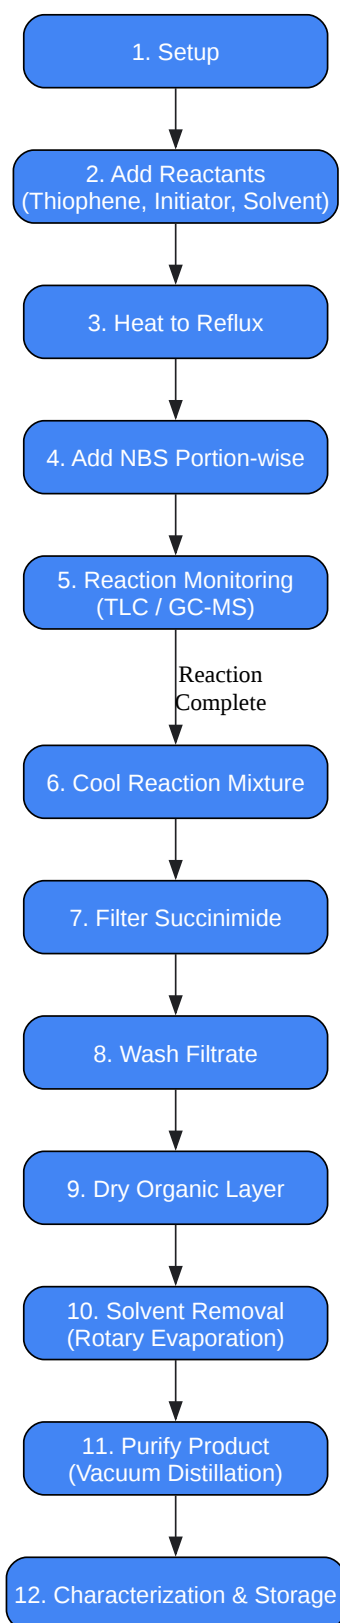 1. Setup
2. Add Reactants
(Thiophene, Initiator, Solvent)
3. Heat to Reflux
4. Add NBS Portion-wise
5. Reaction Monitoring
(TLC / GC-MS)
Reaction
Complete
6. Cool Reaction Mixture
7. Filter Succinimide
8. Wash Filtrate
9. Dry Organic Layer
10. Solvent Removal
(Rotary Evaporation)
11. Purify Product
(Vacuum Distillation)
12. Characterization & Storage